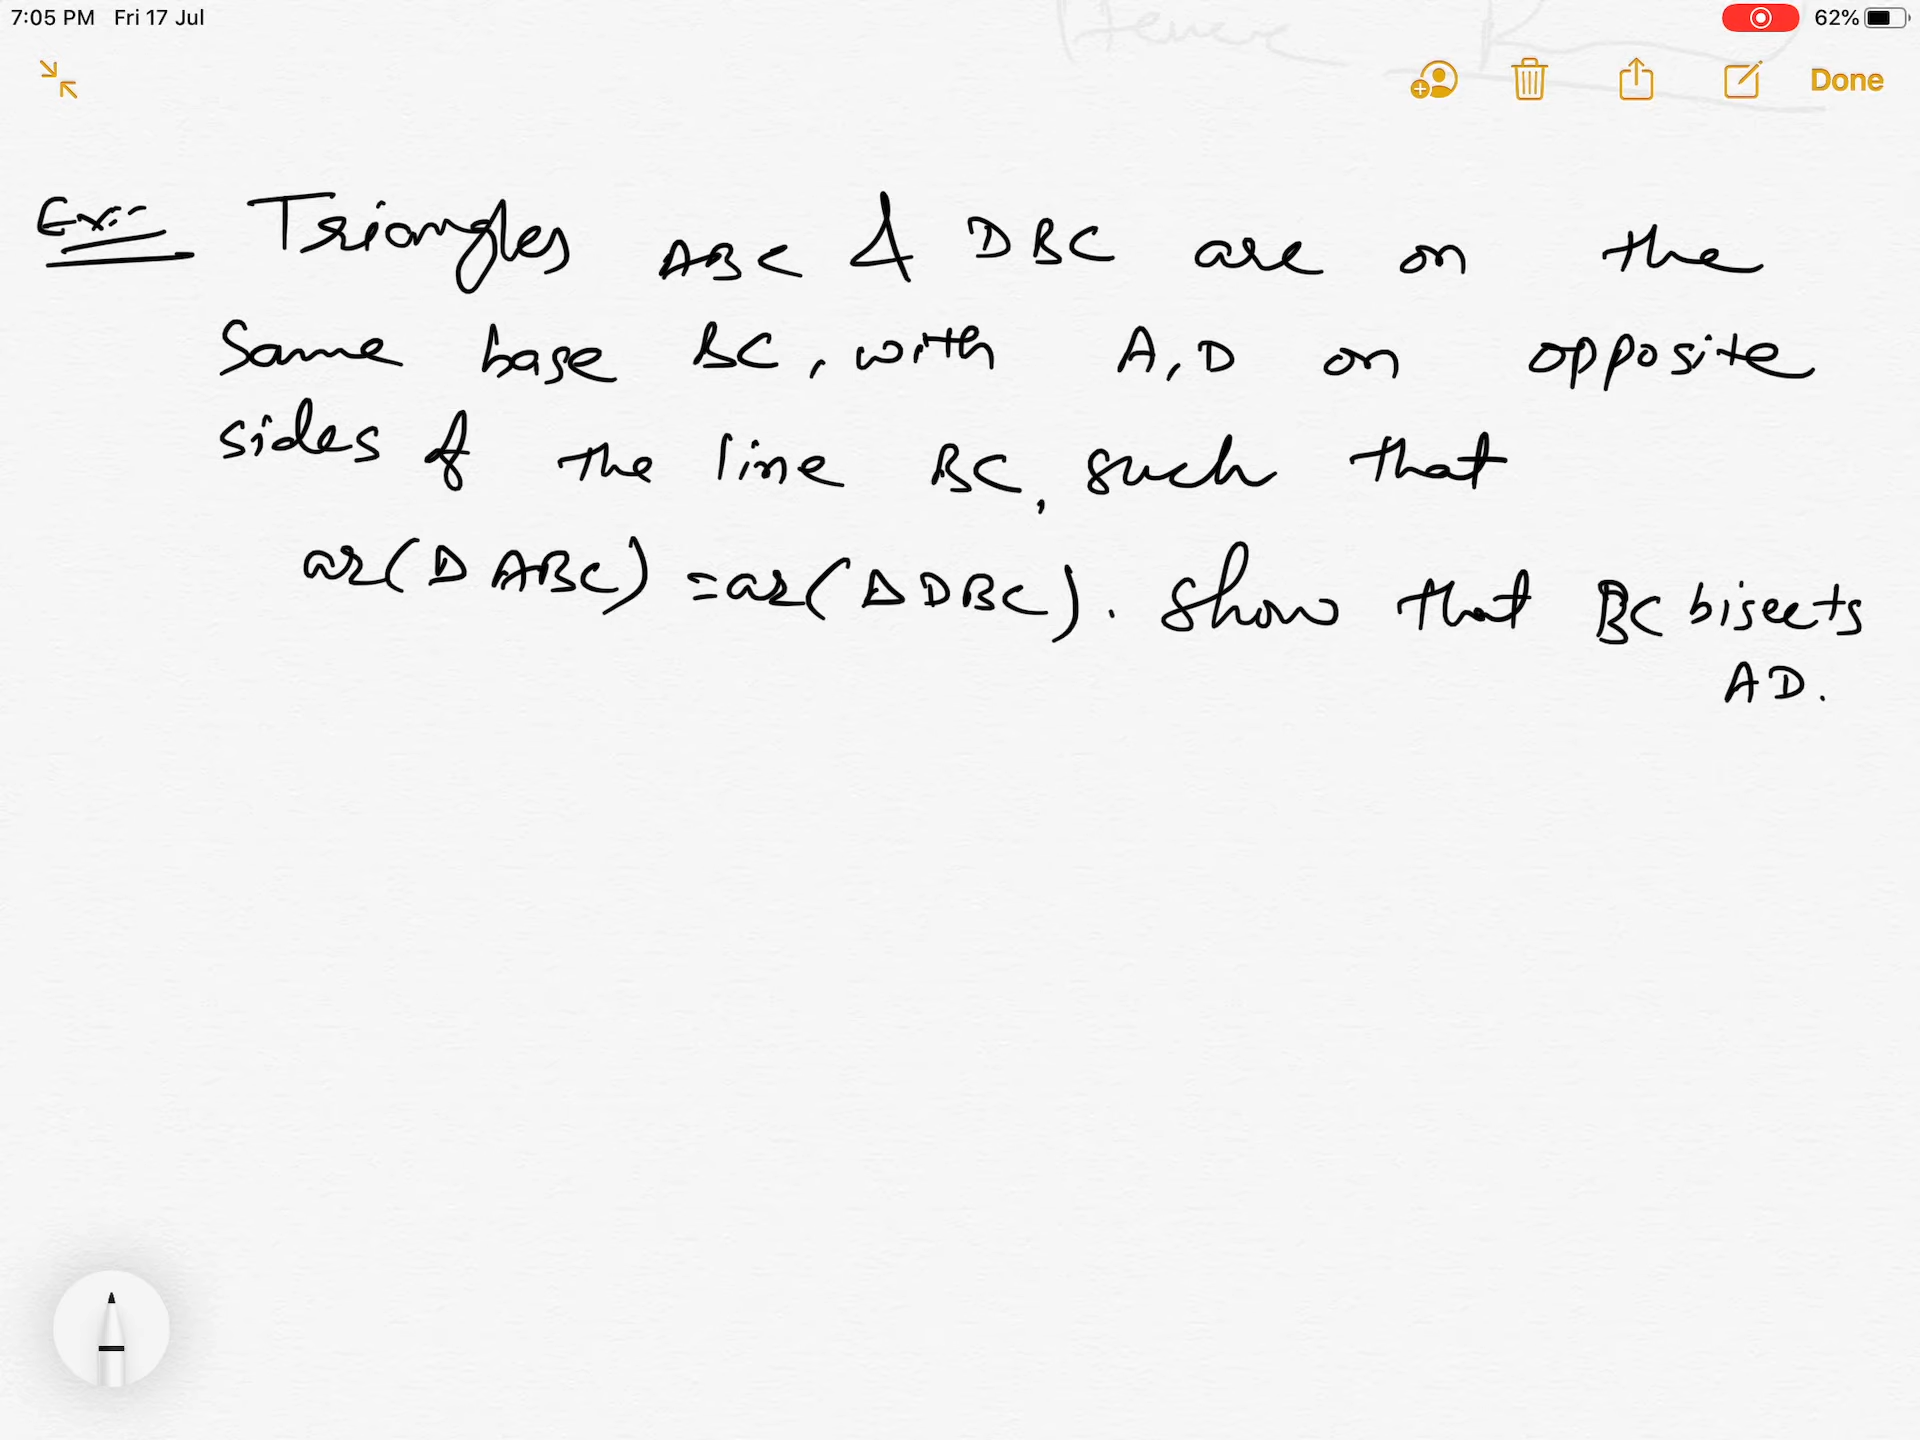 7:05 PM Fri 17 Jul
62%
Hence
Done
Ex:- Triangles ABC & DBC are on the
same base BC, with A, D on opposite
sides of the line BC, such that
ar(Δ ABC) = ar(Δ DBC). Show that BC bisects
AD.